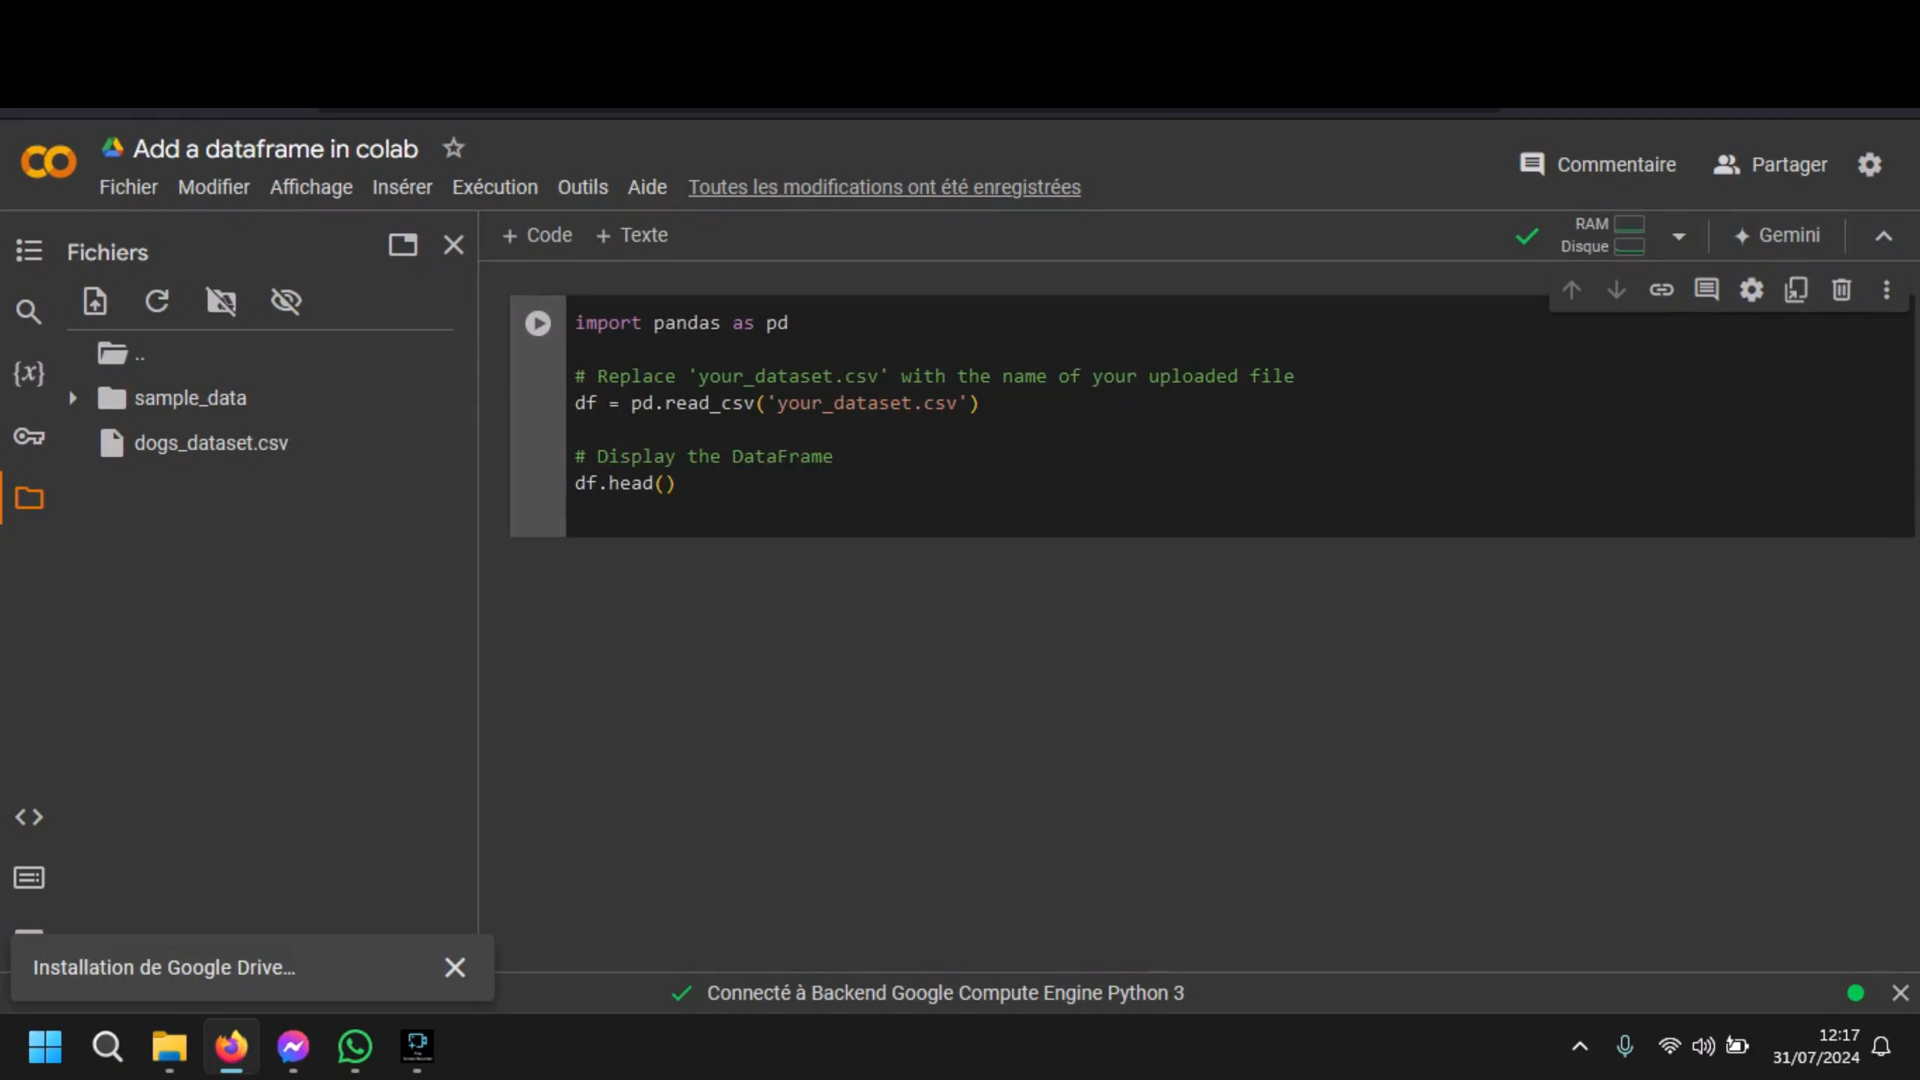 Add a dataframe in colab
Fichier Modifier Affichage Insérer Exécution Outils Aide Toutes les modifications ont été enregistrées
Commentaire Partager
Fichiers
..
sample_data
dogs_dataset.csv
+ Code + Texte
RAM
Disque
Gemini
{x}
import pandas as pd
# Replace 'your_dataset.csv' with the name of your uploaded file
df = pd.read_csv('your_dataset.csv')
# Display the DataFrame
df.head()
Installation de Google Drive…
Connecté à Backend Google Compute Engine Python 3
12:17
31/07/2024